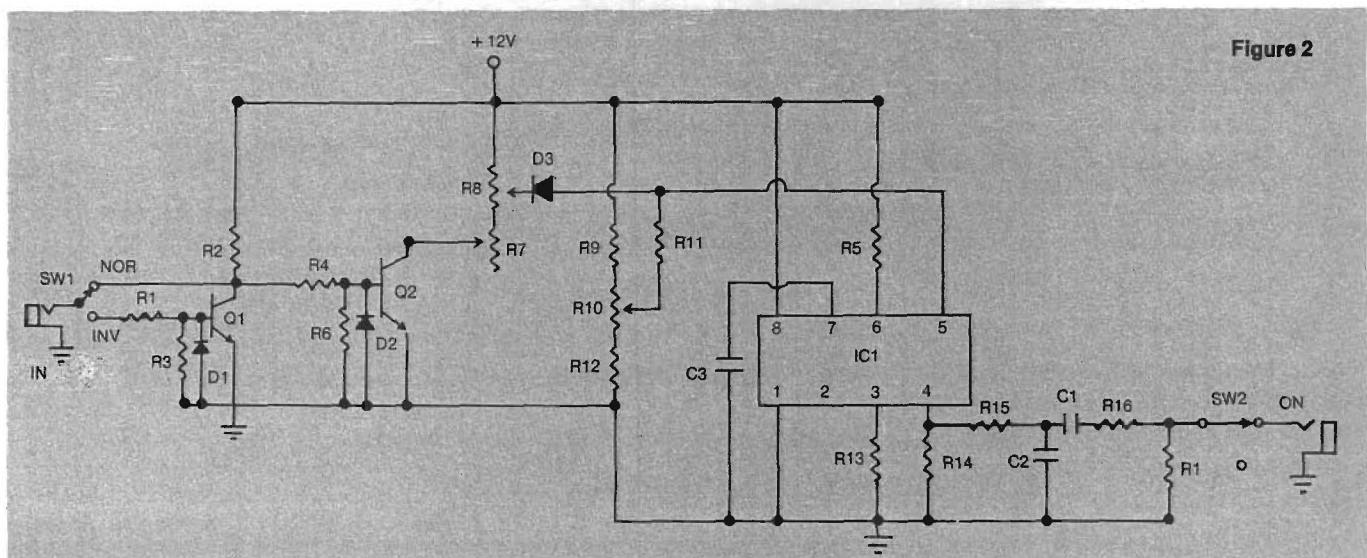 Figure 2
+ 12V
D3
R8
R7
R9
R11
R5
R2
R4
SW1
NOR
R1
Q1
Q2
INV
R3
D1
R6
D2
IN
R10
R12
C3
8 7 6 5
IC1
1 2 3 4
R15
C1
R16
SW2
ON
R13
R14
C2
R1